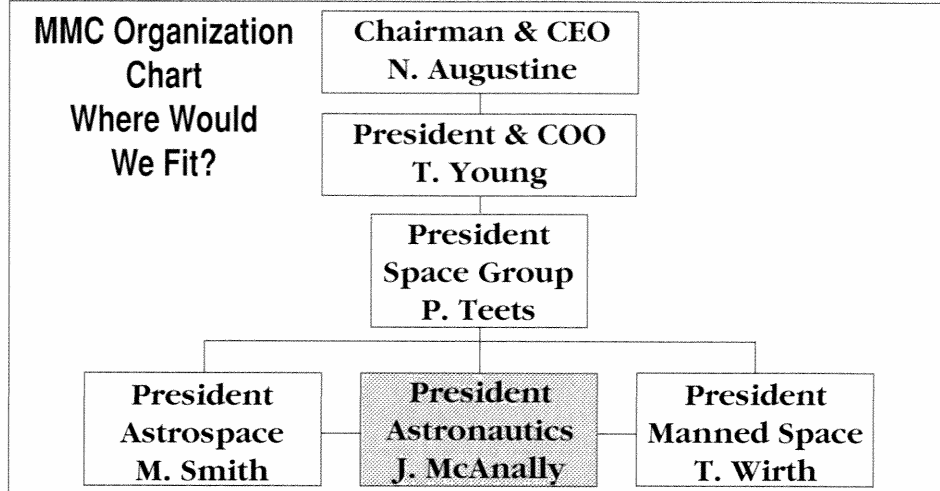 MMC Organization
Chart
Where Would
We Fit?
Chairman & CEO
N. Augustine
President & COO
T. Young
President
Space Group
P. Teets
President
Astrospace
M. Smith
President
Astronautics
J. McAnally
President
Manned Space
T. Wirth